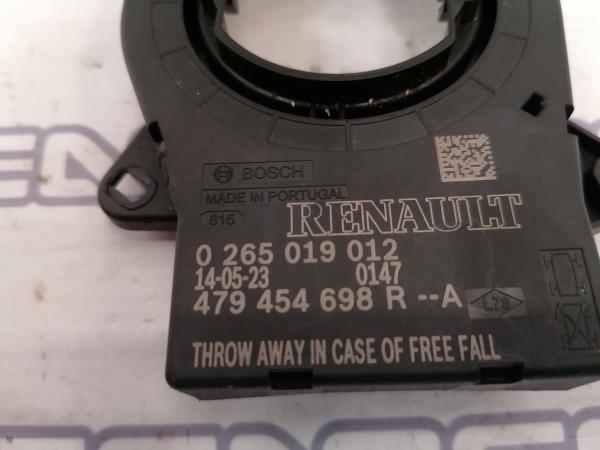 BOSCH
MADE IN PORTUGAL
815
RENAULT
0 265 019 012
14-05-23 0147
479 454 698 R --A
L79
THROW AWAY IN CASE OF FREE FALL